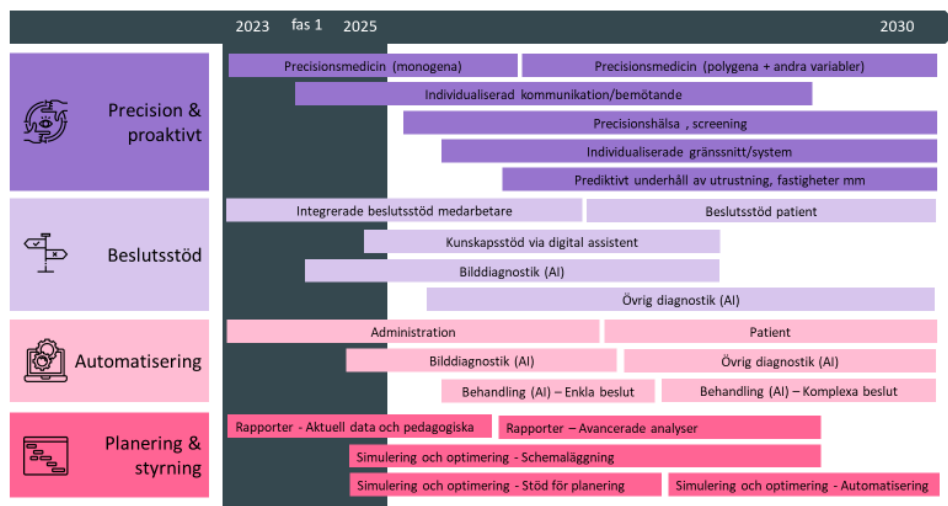 2023 fas 1 2025 2030
Precision &
proaktivt
Precisionsmedicin (monogena)
Precisionsmedicin (polygena + andra variabler)
Individualiserad kommunikation/bemötande
Precisionshälsa , screening
Individualiserade gränssnitt/system
Prediktivt underhåll av utrustning, fastigheter mm
Beslutsstöd
Integrerade beslutsstöd medarbetare
Beslutsstöd patient
Kunskapsstöd via digital assistent
Bilddiagnostik (AI)
Övrig diagnostik (AI)
Automatisering
Administration
Patient
Bilddiagnostik (AI)
Övrig diagnostik (AI)
Behandling (AI) – Enkla beslut
Behandling (AI) – Komplexa beslut
Planering &
styrning
Rapporter - Aktuell data och pedagogiska
Rapporter – Avancerade analyser
Simulering och optimering - Schemaläggning
Simulering och optimering - Stöd för planering
Simulering och optimering - Automatisering